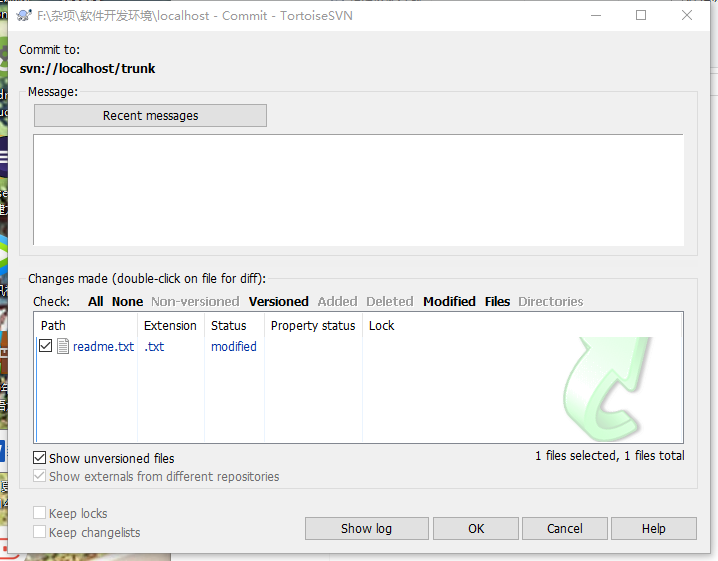 F:\杂项\软件开发环境\localhost - Commit - TortoiseSVN
Commit to:
svn://localhost/trunk
Message:
Recent messages
Changes made (double-click on file for diff):
Check: All None Non-versioned Versioned Added Deleted Modified Files Directories
Path Extension Status Property status Lock
readme.txt .txt modified
Show unversioned files
1 files selected, 1 files total
Show externals from different repositories
Keep locks
Keep changelists
Show log OK Cancel Help